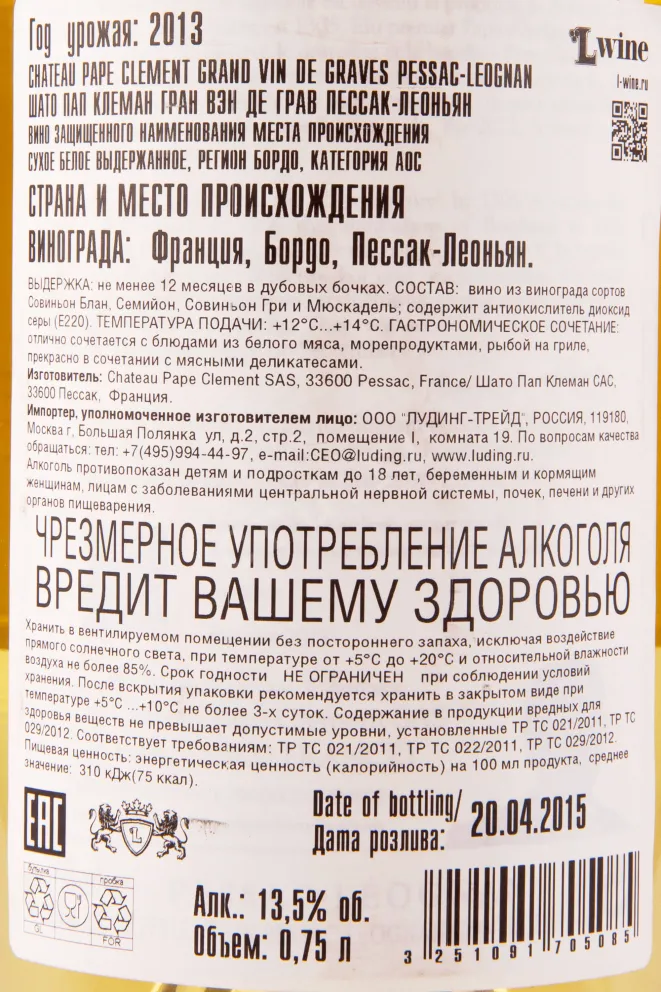 Год урожая: 2013
L wine
l-wine.ru
CHATEAU PAPE CLEMENT GRAND VIN DE GRAVES PESSAC-LEOGNAN
ШАТО ПАП КЛЕМАН ГРАН ВЭН ДЕ ГРАВ ПЕССАК-ЛЕОНЬЯН
ВИНО ЗАЩИЩЕННОГО НАИМЕНОВАНИЯ МЕСТА ПРОИСХОЖДЕНИЯ
СУХОЕ БЕЛОЕ ВЫДЕРЖАННОЕ, РЕГИОН БОРДО, КАТЕГОРИЯ АОС
СТРАНА И МЕСТО ПРОИСХОЖДЕНИЯ
ВИНОГРАДА: Франция, Бордо, Пессак-Леоньян.
ВЫДЕРЖКА: не менее 12 месяцев в дубовых бочках. СОСТАВ: вино из винограда сортов
Совиньон Блан, Семийон, Совиньон Гри и Мюскадель; содержит антиокислитель диоксид
серы (Е220). ТЕМПЕРАТУРА ПОДАЧИ: +12°С...+14°С. ГАСТРОНОМИЧЕСКОЕ СОЧЕТАНИЕ:
отлично сочетается с блюдами из белого мяса, морепродуктами, рыбой на гриле,
прекрасно в сочетании с мясными деликатесами.
Изготовитель: Chateau Pape Clement SAS, 33600 Pessac, France/ Шато Пап Клеман САС,
33600 Пессак, Франция.
Импортер, уполномоченное изготовителем лицо: ООО "ЛУДИНГ-ТРЕЙД", РОССИЯ, 119180,
Москва г, Большая Полянка ул, д.2, стр.2, помещение I, комната 19. По вопросам качества
обращаться: тел: +7(495)994-44-97, e-mail:CEO@luding.ru, www.luding.ru.
Алкоголь противопоказан детям и подросткам до 18 лет, беременным и кормящим
женщинам, лицам с заболеваниями центральной нервной системы, почек, печени и других
органов пищеварения.
ЧРЕЗМЕРНОЕ УПОТРЕБЛЕНИЕ АЛКОГОЛЯ
ВРЕДИТ ВАШЕМУ ЗДОРОВЬЮ
Хранить в вентилируемом помещении без постороннего запаха, исключая воздействие
прямого солнечного света, при температуре от +5°С до +20°С и относительной влажности
воздуха не более 85%. Срок годности НЕ ОГРАНИЧЕН при соблюдении условий
хранения. После вскрытия упаковки рекомендуется хранить в закрытом виде при
температуре +5°С ...+10°С не более 3-х суток. Содержание в продукции вредных для
здоровья веществ не превышает допустимые уровни, установленные ТР ТС 021/2011, ТР ТС
029/2012. Соответствует требованиям: ТР ТС 021/2011, ТР ТС 022/2011, ТР ТС 029/2012.
Пищевая ценность: энергетическая ценность (калорийность) на 100 мл продукта, среднее
значение: 310 кДж(75 ккал).
EAC
L
Date of bottling/
Дата розлива:
20.04.2015
бутылка
пробка
GL
FOR
Алк.: 13,5% об.
Объем: 0,75 л
3 251091 705085